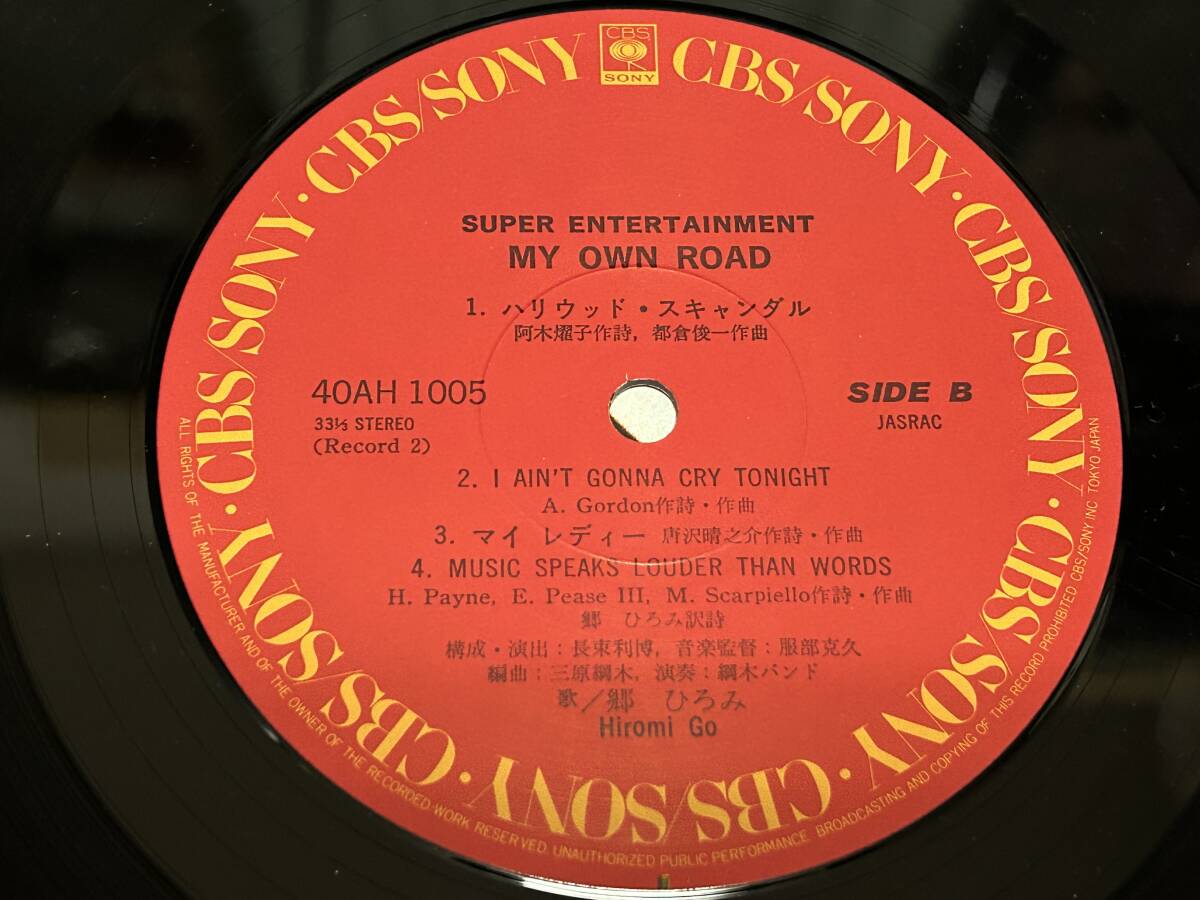 CBS
SONY
CBS/SONY · CBS/SONY · CBS/SONY · CBS/SONY · CBS/SONY · CBS/SONY · CBS/SONY · CBS/SONY
SUPER ENTERTAINMENT
MY OWN ROAD
1. ハリウッド・スキャンダル
阿木燿子作詩, 都倉俊一作曲
40AH 1005
33⅓ STEREO
(Record 2)
SIDE B
JASRAC
2. I AIN'T GONNA CRY TONIGHT
A. Gordon作詩・作曲
3. マイ レディー 唐沢晴之介作詩・作曲
4. MUSIC SPEAKS LOUDER THAN WORDS
H. Payne, E. Pease III, M. Scarpiello作詩・作曲
郷 ひろみ訳詩
構成・演出：長束利博, 音楽監督：服部克久
編曲：三原綱木, 演奏：綱木バンド
歌／郷 ひろみ
Hiromi Go
ALL RIGHTS OF THE MANUFACTURER AND OF THE OWNER OF THE RECORDED WORK RESERVED. UNAUTHORIZED PUBLIC PERFORMANCE BROADCASTING AND COPYING OF THIS RECORD PROHIBITED CBS/SONY INC TOKYO JAPAN